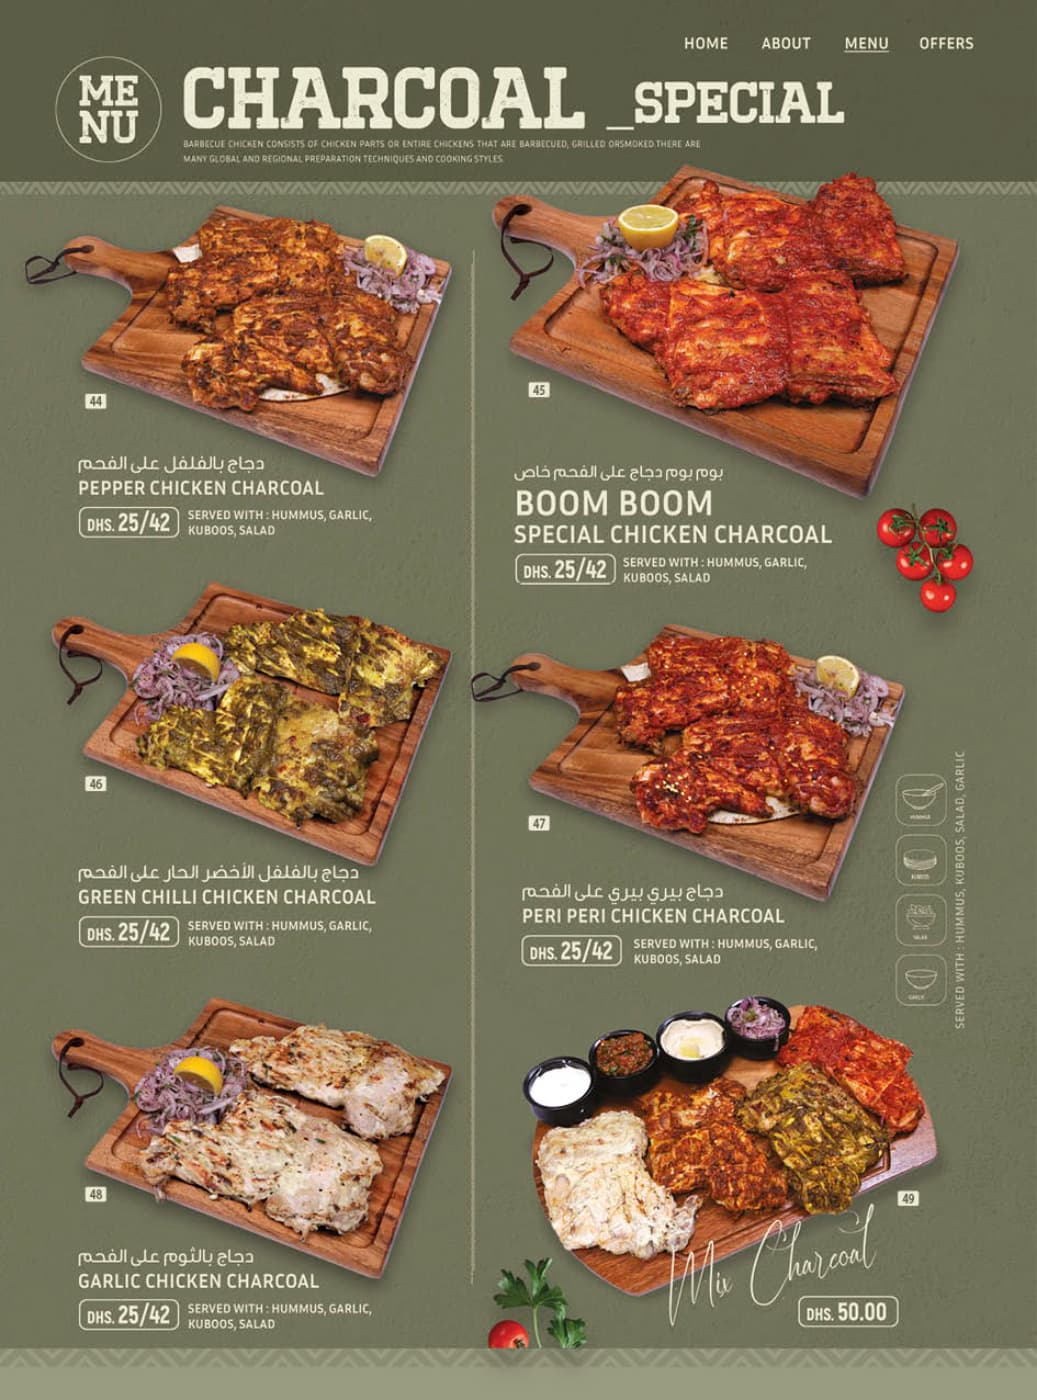 HOME ABOUT MENU OFFERS
ME
NU
CHARCOAL _SPECIAL
BARBECUE CHICKEN CONSISTS OF CHICKEN PARTS OR ENTIRE CHICKENS THAT ARE BARBECUED, GRILLED ORSMOKED.THERE ARE
MANY GLOBAL AND REGIONAL PREPARATION TECHNIQUES AND COOKING STYLES.
44
دجاج بالفلفل على الفحم
PEPPER CHICKEN CHARCOAL
DHS. 25/42
SERVED WITH : HUMMUS, GARLIC,
KUBOOS, SALAD
45
بوم بوم دجاج على الفحم خاص
BOOM BOOM
SPECIAL CHICKEN CHARCOAL
DHS. 25/42
SERVED WITH : HUMMUS, GARLIC,
KUBOOS, SALAD
46
دجاج بالفلفل الأخضر الحار على الفحم
GREEN CHILLI CHICKEN CHARCOAL
DHS. 25/42
SERVED WITH : HUMMUS, GARLIC,
KUBOOS, SALAD
47
دجاج بيري بيري على الفحم
PERI PERI CHICKEN CHARCOAL
DHS. 25/42
SERVED WITH : HUMMUS, GARLIC,
KUBOOS, SALAD
HUMMUS
KUBOOS
SALAD
GARLIC
SERVED WITH : HUMMUS, KUBOOS, SALAD, GARLIC
48
دجاج بالثوم على الفحم
GARLIC CHICKEN CHARCOAL
DHS. 25/42
SERVED WITH : HUMMUS, GARLIC,
KUBOOS, SALAD
49
Mix Charcoal
DHS. 50.00